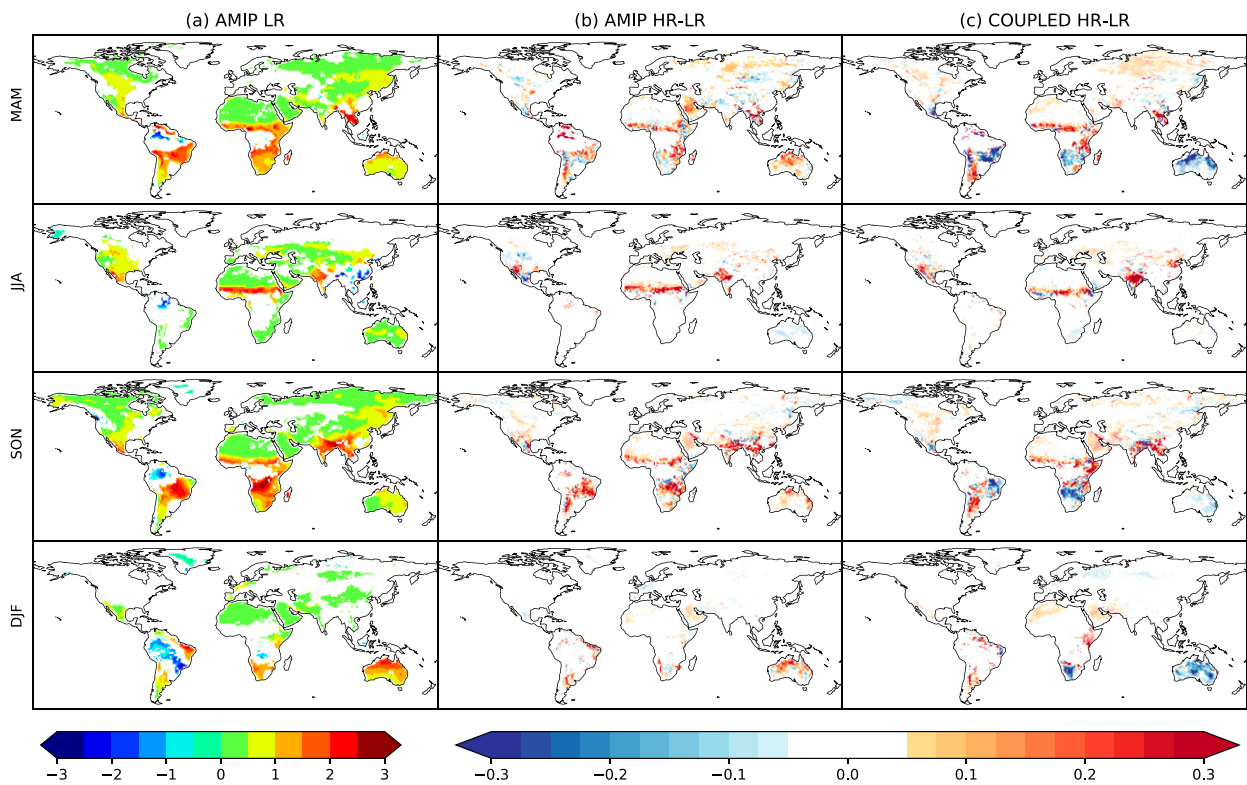 (a) AMIP LR
(b) AMIP HR-LR
(c) COUPLED HR-LR
MAM
JJA
SON
DJF
−3 −2 −1 0 1 2 3
−0.3 −0.2 −0.1 0.0 0.1 0.2 0.3